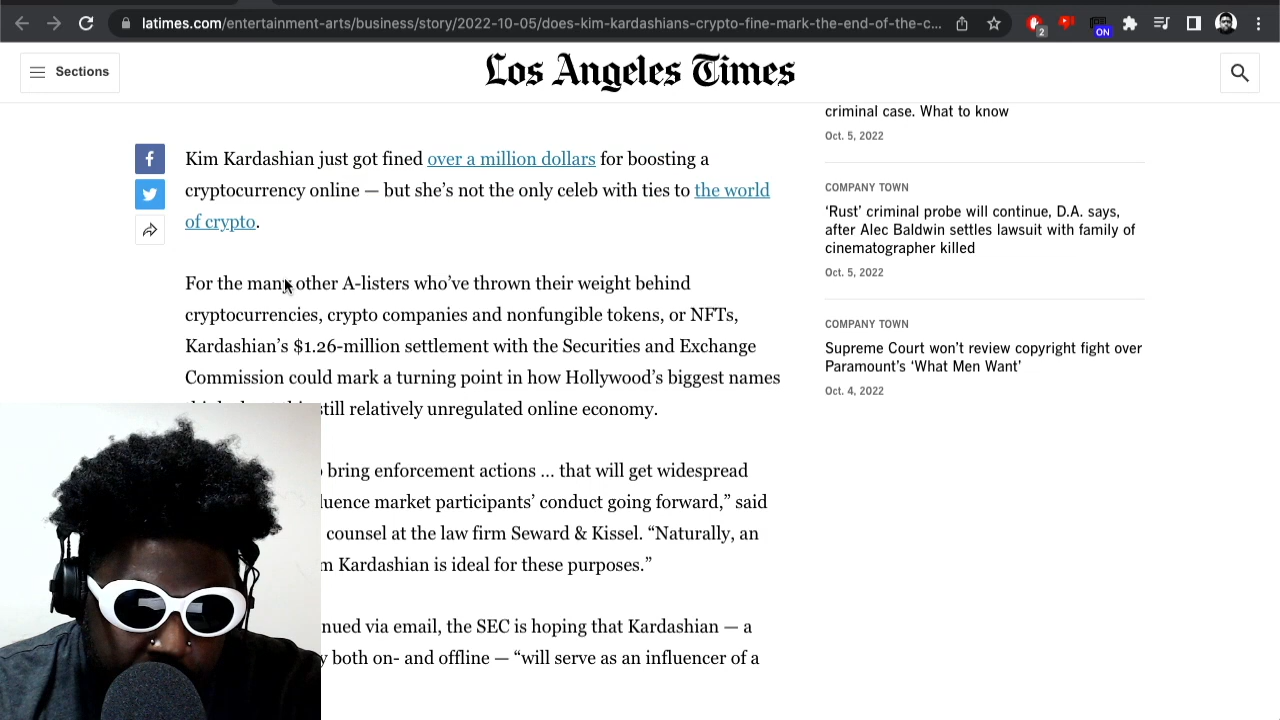 latimes.com/entertainment-arts/business/story/2022-10-05/does-kim-kardashians-crypto-fine-mark-the-end-of-the-c...
2
ON
Sections
Los Angeles Times
Kim Kardashian just got fined over a million dollars for boosting a
cryptocurrency online — but she’s not the only celeb with ties to the world
of crypto.
For the many other A-listers who’ve thrown their weight behind
cryptocurrencies, crypto companies and nonfungible tokens, or NFTs,
Kardashian’s $1.26-million settlement with the Securities and Exchange
Commission could mark a turning point in how Hollywood’s biggest names
still relatively unregulated online economy.
bring enforcement actions ... that will get widespread
market participants’ conduct going forward,” said
counsel at the law firm Seward & Kissel. “Naturally, an
Kardashian is ideal for these purposes.”
via email, the SEC is hoping that Kardashian — a
both on- and offline — “will serve as an influencer of a
criminal case. What to know
Oct. 5, 2022
COMPANY TOWN
‘Rust’ criminal probe will continue, D.A. says,
after Alec Baldwin settles lawsuit with family of
cinematographer killed
Oct. 5, 2022
COMPANY TOWN
Supreme Court won’t review copyright fight over
Paramount’s ‘What Men Want’
Oct. 4, 2022